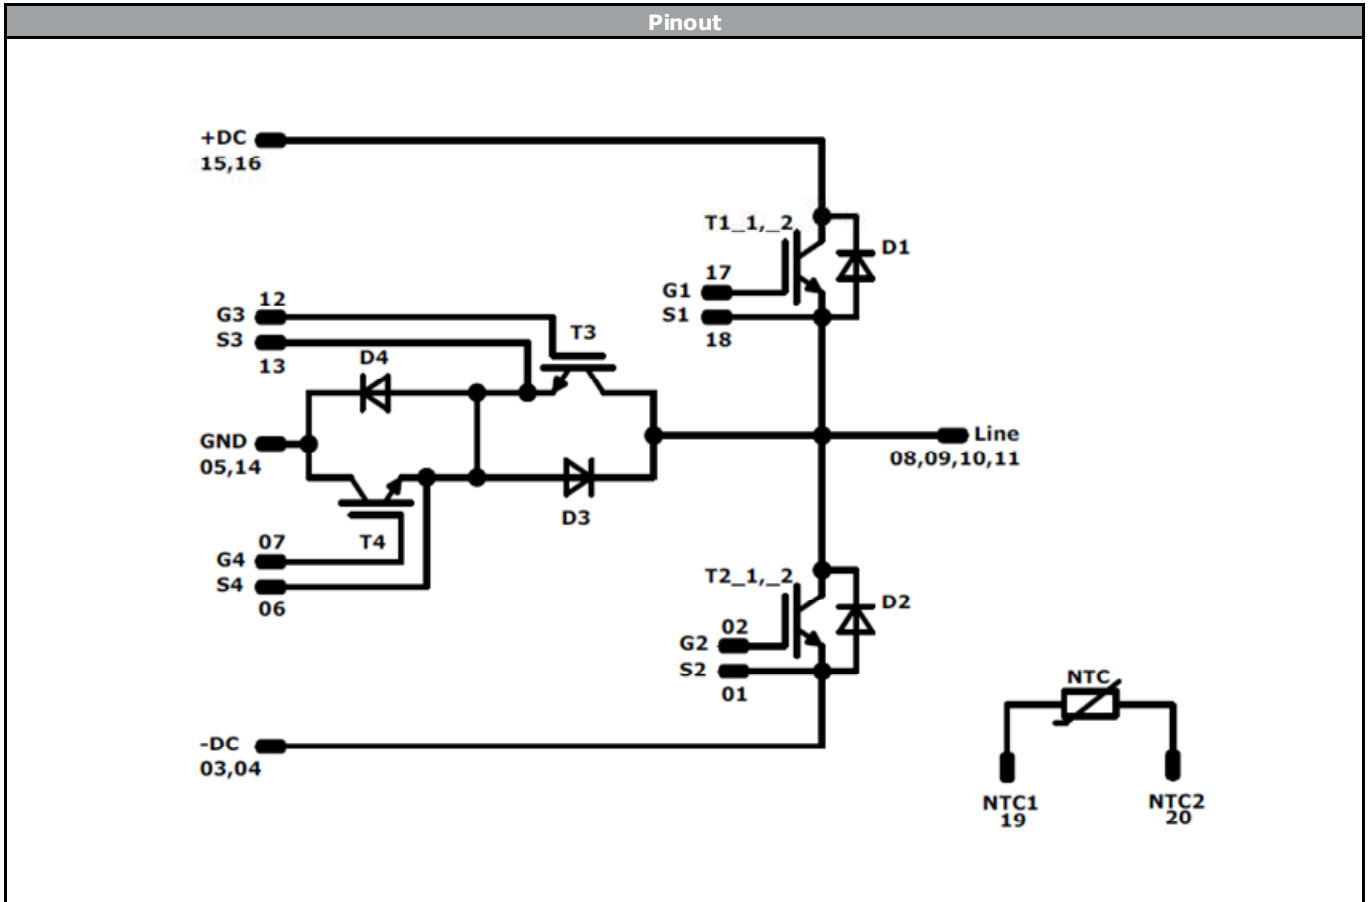 Pinout
+DC
15,16
T1_1,_2
D1
17
G1
S1
18
12
G3
S3
13
T3
D4
GND
05,14
Line
08,09,10,11
D3
07
T4
G4
S4
06
T2_1,_2
D2
02
G2
S2
01
NTC
-DC
03,04
NTC1
19
NTC2
20